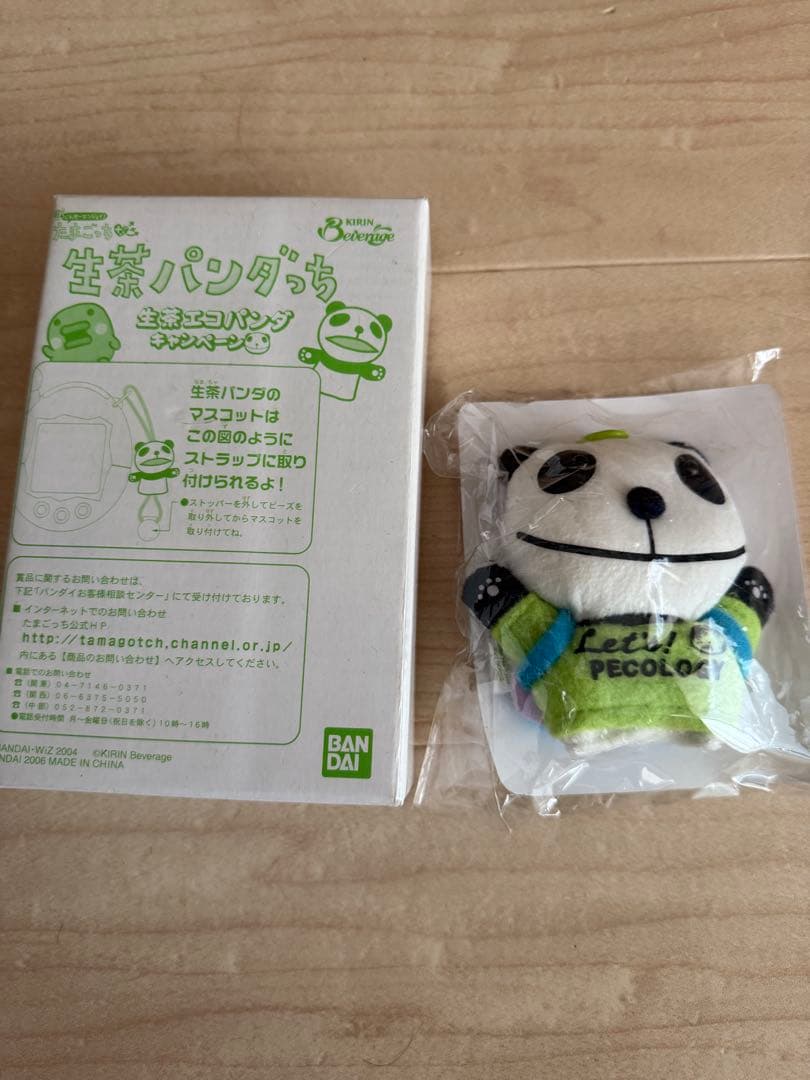 たまごっち
KIRIN
Beverage
生茶パンダっち
生茶エコパンダ
キャンペーン
生茶パンダの
マスコットは
この図のように
ストラップに取り
付けられるよ!
●ストッパーを外してビーズを
取り外してからマスコットを
取り付けてね。
賞品に関するお問い合わせは、
下記「バンダイお客様相談センター」にて受け付けております。
■インターネットでのお問い合わせ
たまごっち公式HP
http://tamagotch.channel.or.jp/
内にある【商品のお問い合わせ】へアクセスしてください。
■電話でのお問い合わせ
☎(関東)04-7146-0371
☎(関西)06-6375-5050
☎(中部)052-872-0371
●電話受付時間 月~金曜日(祝日を除く)10時~16時
ANDAI・WiZ 2004 ©KIRIN Beverage
NDAI 2006 MADE IN CHINA
BAN
DAI
Let's!
PECOLOGY